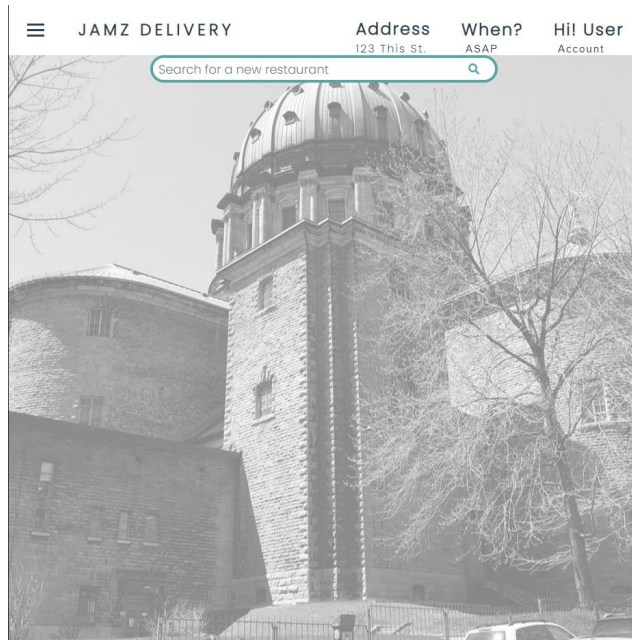 JAMZ DELIVERY
Address
123 This St.
When?
ASAP
Hi! User
Account
Search for a new restaurant